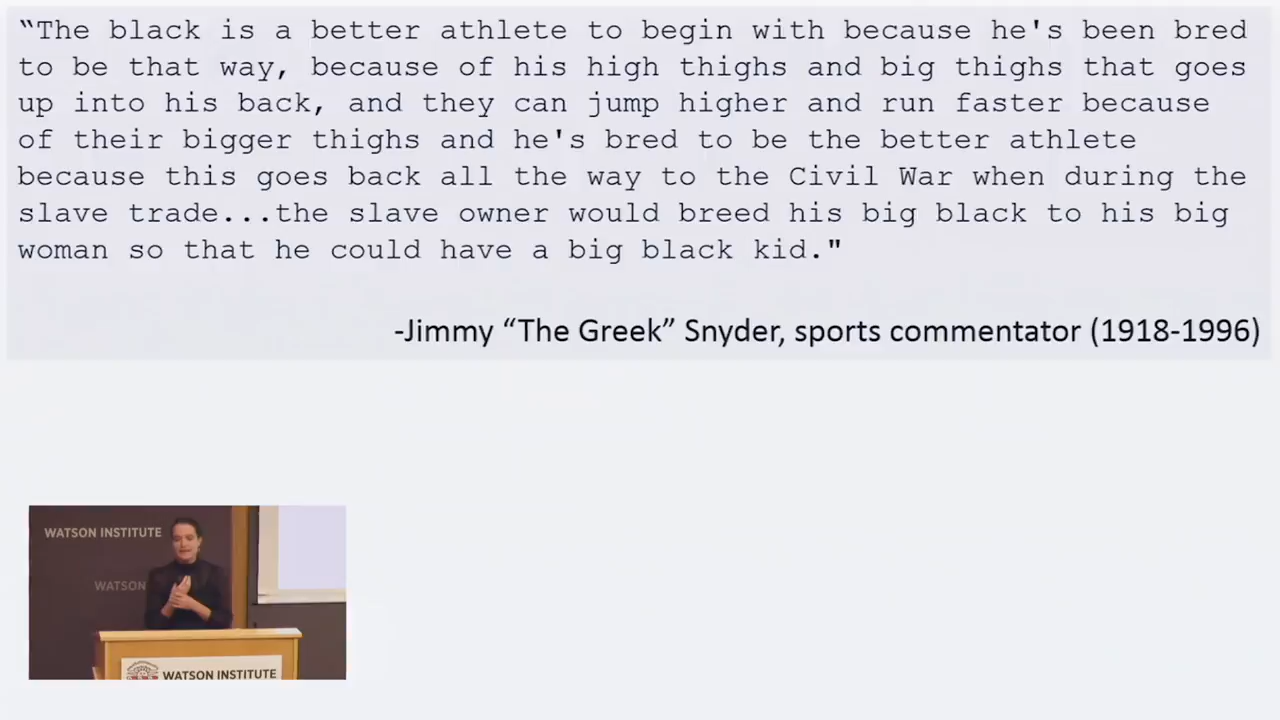 “The black is a better athlete to begin with because he's been bred
to be that way, because of his high thighs and big thighs that goes
up into his back, and they can jump higher and run faster because
of their bigger thighs and he's bred to be the better athlete
because this goes back all the way to the Civil War when during the
slave trade...the slave owner would breed his big black to his big
woman so that he could have a big black kid."
-Jimmy “The Greek” Snyder, sports commentator (1918-1996)
WATSON INSTITUTE
WATSON
WATSON INSTITUTE